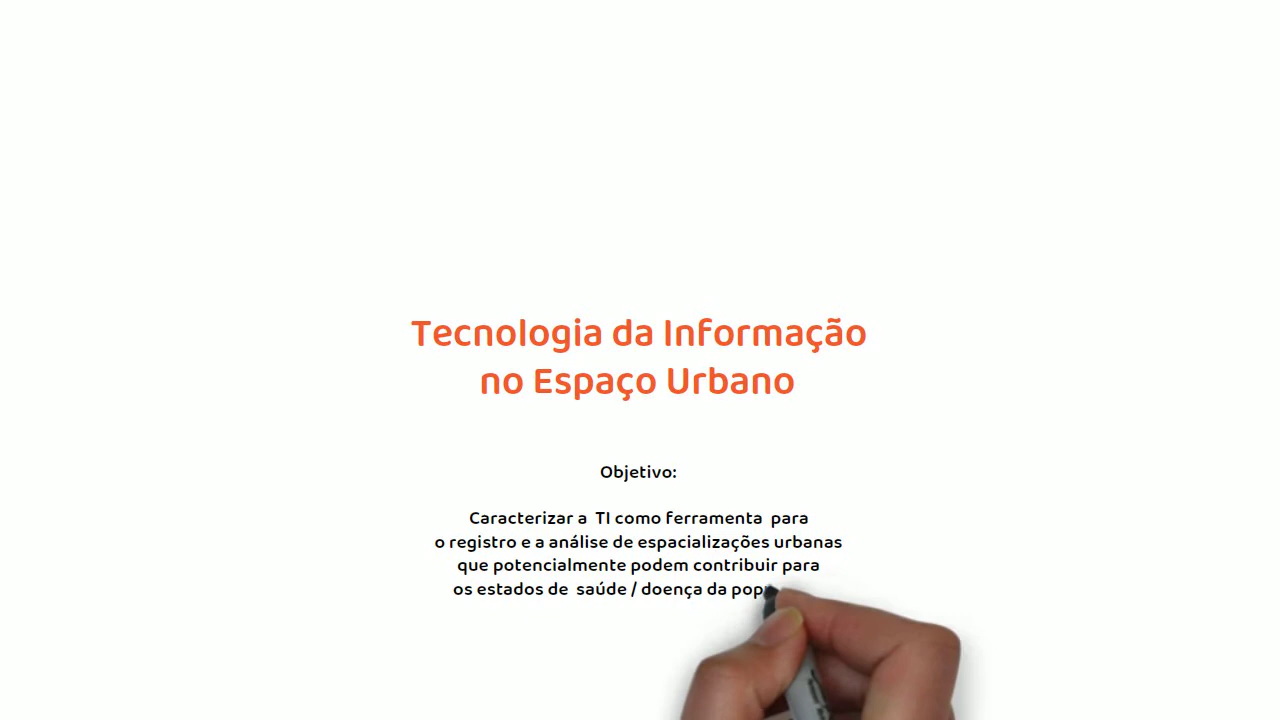 Tecnologia da Informação
no Espaço Urbano
Objetivo:
Caracterizar a TI como ferramenta para
o registro e a análise de espacializações urbanas
que potencialmente podem contribuir para
os estados de saúde / doença da pop